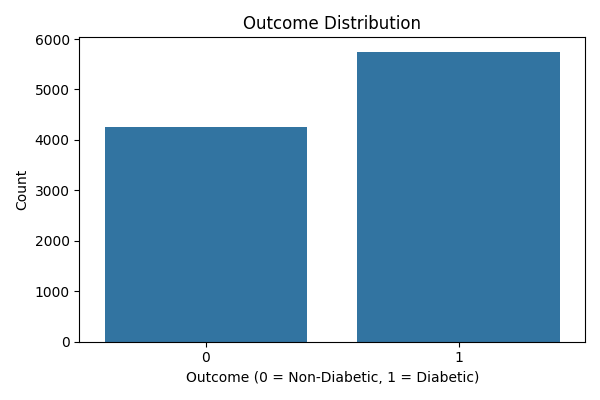 Outcome Distribution
6000
5000
4000
3000
2000
1000
0
Count
0 1
Outcome (0 = Non-Diabetic, 1 = Diabetic)